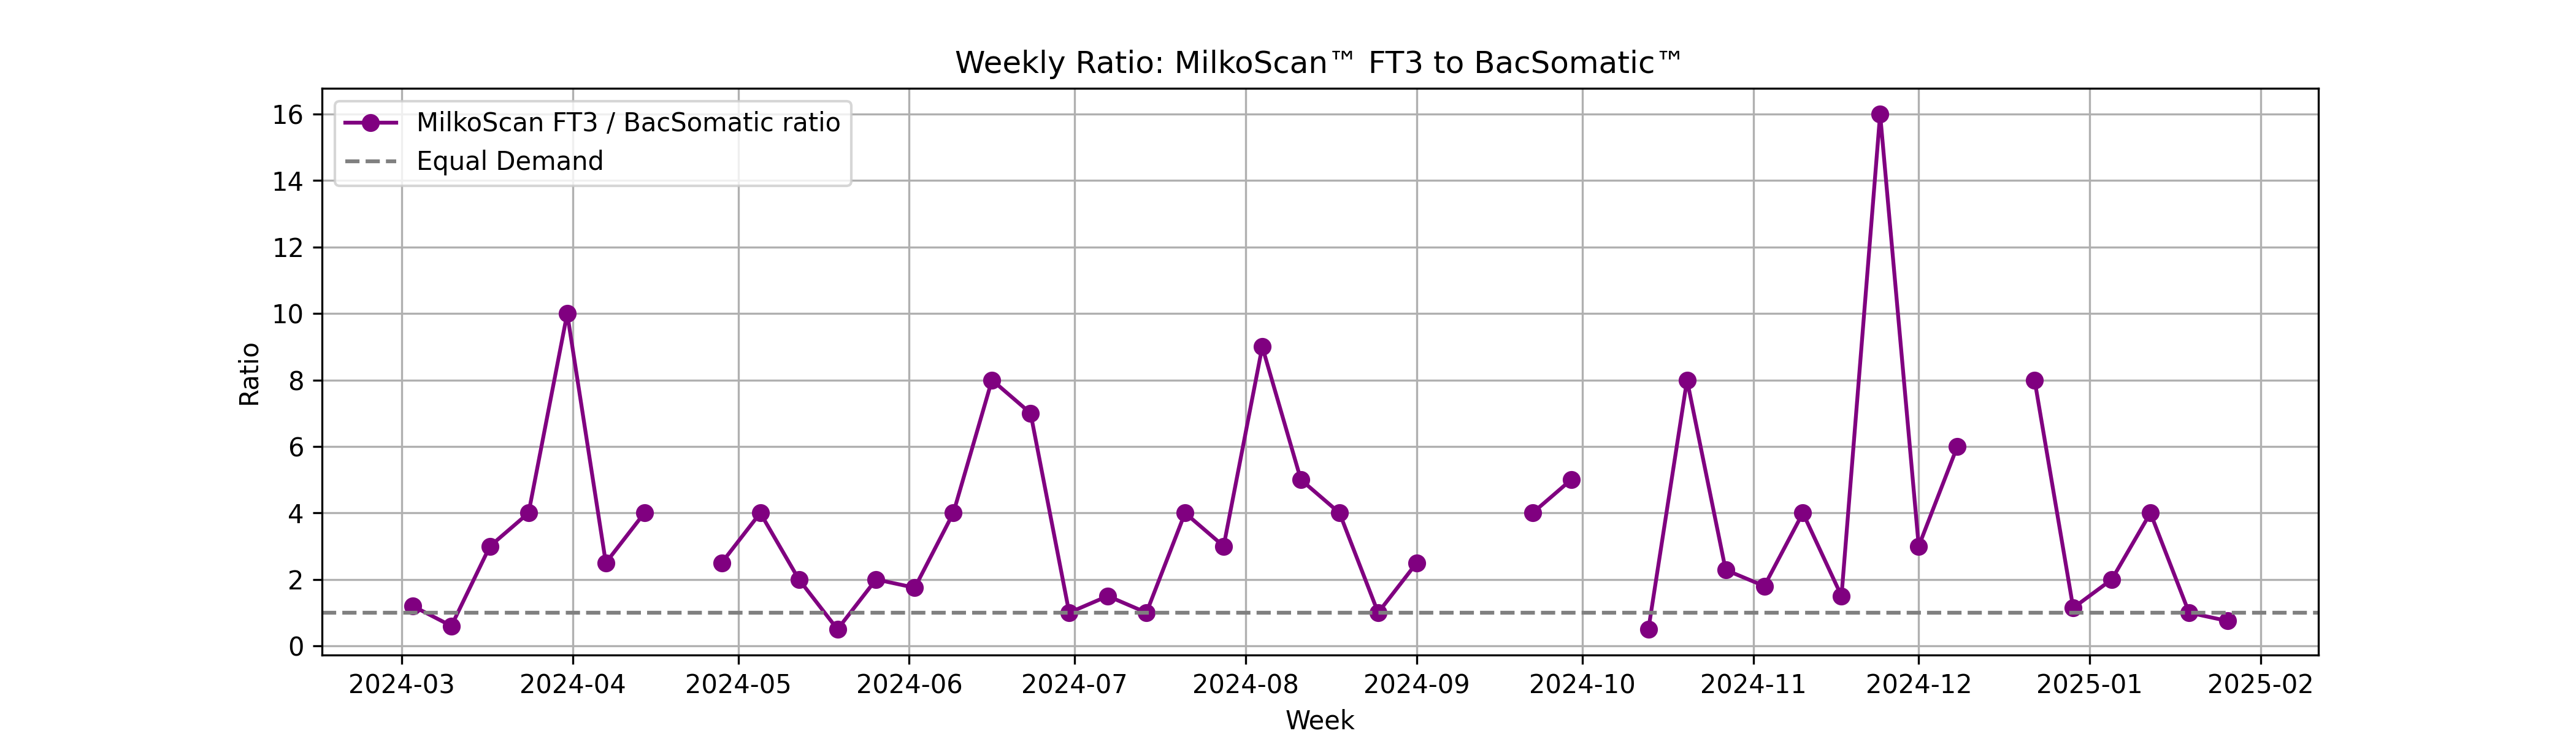 Weekly Ratio: MilkoScan™ FT3 to BacSomatic™
MilkoScan FT3 / BacSomatic ratio
Equal Demand
Ratio
16
14
12
10
8
6
4
2
0
2024-03 2024-04 2024-05 2024-06 2024-07 2024-08 2024-09 2024-10 2024-11 2024-12 2025-01 2025-02
Week